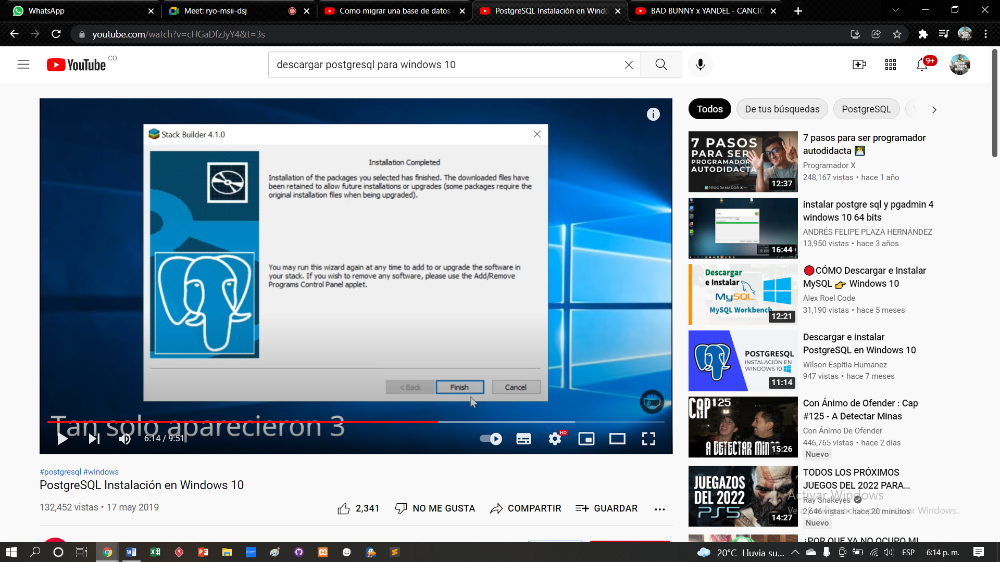 WhatsApp
Meet: ryo-msii-dsj
Como migrar una base de datos
PostgreSQL Instalación en Windo
BAD BUNNY x YANDEL - CANCIÓ
youtube.com/watch?v=cHGaDfzJyY4&t=3s
YouTube CO
descargar postgresql para windows 10
9+
Stack Builder 4.1.0
Installation Completed
Installation of the packages you selected has finished. The downloaded files have
been retained to allow future installations or upgrades (some packages require the
original installation files when being upgraded).
You may run this wizard again at any time to add to or upgrade the software in
your stack. If you wish to remove any software, please use the Add/Remove
Programs Control Panel applet.
< Back
Finish
Cancel
Tan solo aparecieron 3
6:14 / 9:51
HD
#postgresql #windows
PostgreSQL Instalación en Windows 10
132,452 vistas • 17 may 2019
2,341
NO ME GUSTA
COMPARTIR
GUARDAR
Todos
De tus búsquedas
PostgreSQL
7 PASOS
PARA SER
PROGRAMADOR
AUTODIDACTA
PROGRAMADOR X
12:37
7 pasos para ser programador
autodidacta
Programador X
248,167 vistas • hace 1 año
16:44
instalar postgre sql y pgadmin 4
windows 10 64 bits
ANDRÉS FELIPE PLAZA HERNÁNDEZ
13,950 vistas • hace 3 años
Descargar
e Instalar
MySQL
MySQL Workbench
12:21
CÓMO Descargar e Instalar
MySQL 👉 Windows 10
Alex Roel Code
31,190 vistas • hace 5 meses
POSTGRESQL
INSTALACIÓN EN
WINDOWS 10
11:14
Descargar e instalar
PostgreSQL en Windows 10
Wilson Espitia Humanez
947 vistas • hace 7 meses
CAP 125
A DETECTAR MINAS
15:26
Con Ánimo de Ofender : Cap
#125 - A Detectar Minas
Con Ánimo De Ofender
446,765 vistas • hace 2 días
Nuevo
JUEGAZOS
DEL 2022
PS5
14:27
TODOS LOS PRÓXIMOS
JUEGOS DEL 2022 PARA...
Ray Snakeyes
2,646 vistas • hace 20 minutos
Nuevo
Activar Windows
Ve a Configuración para activar Windows.
¿POR QUE YA NO OCUPO MI
20°C Lluvia su...
ESP
6:14 p. m.